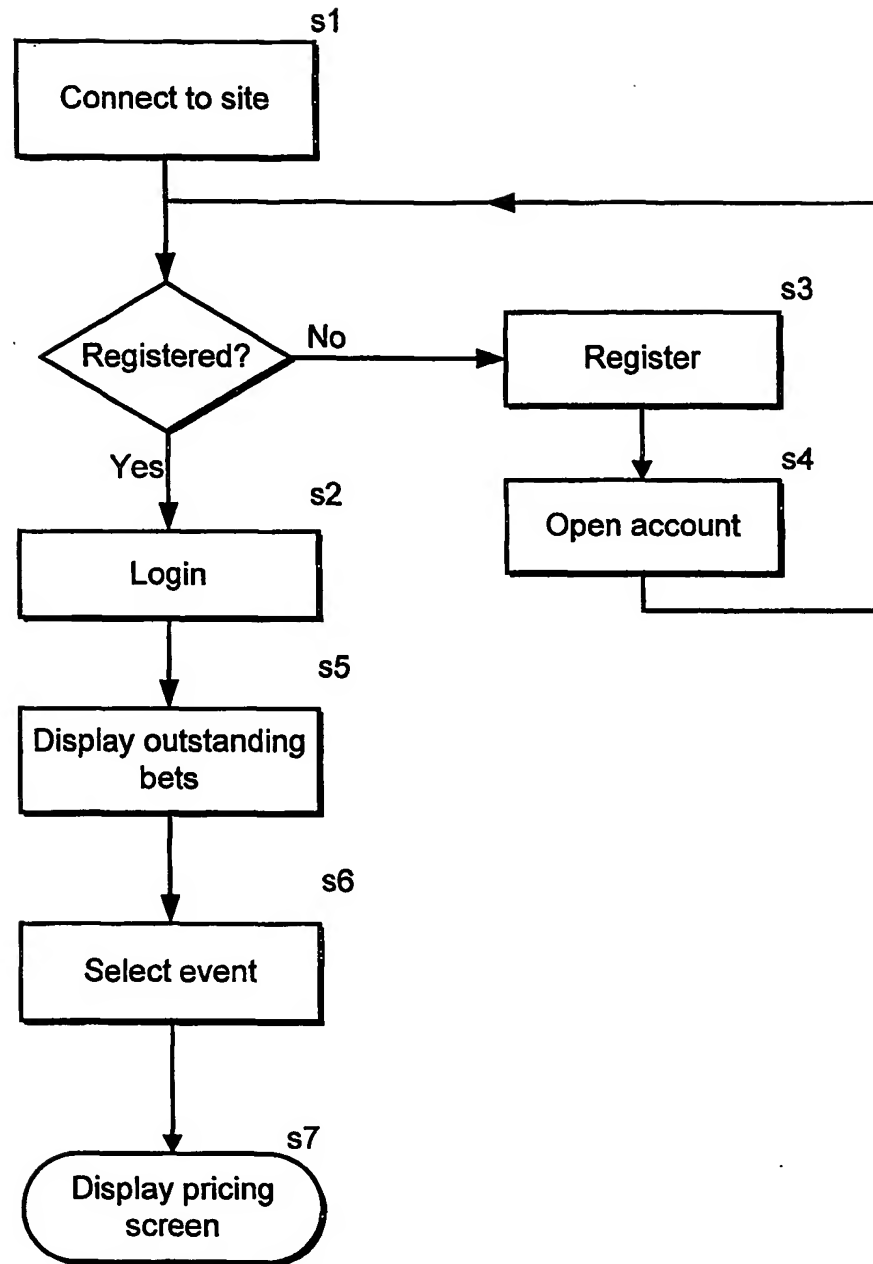 s1
Connect to site
Registered?
No
s3
Register
Yes
s4
Open account
s2
Login
s5
Display outstanding
bets
s6
Select event
s7
Display pricing
screen